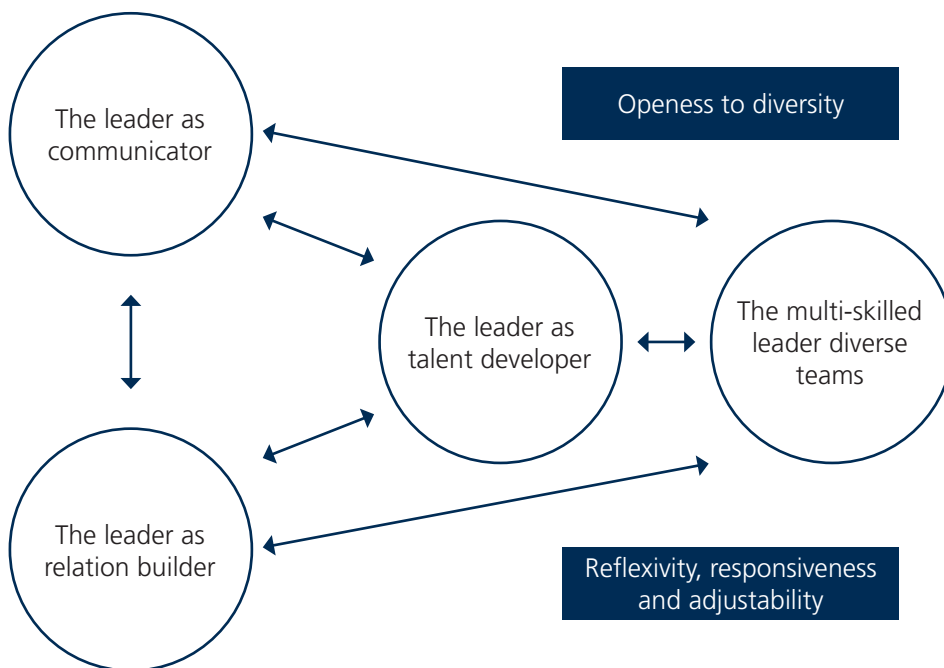 The leader as
communicator
Openess to diversity
The leader as
talent developer
The multi-skilled
leader diverse
teams
The leader as
relation builder
Reflexivity, responsiveness
and adjustability